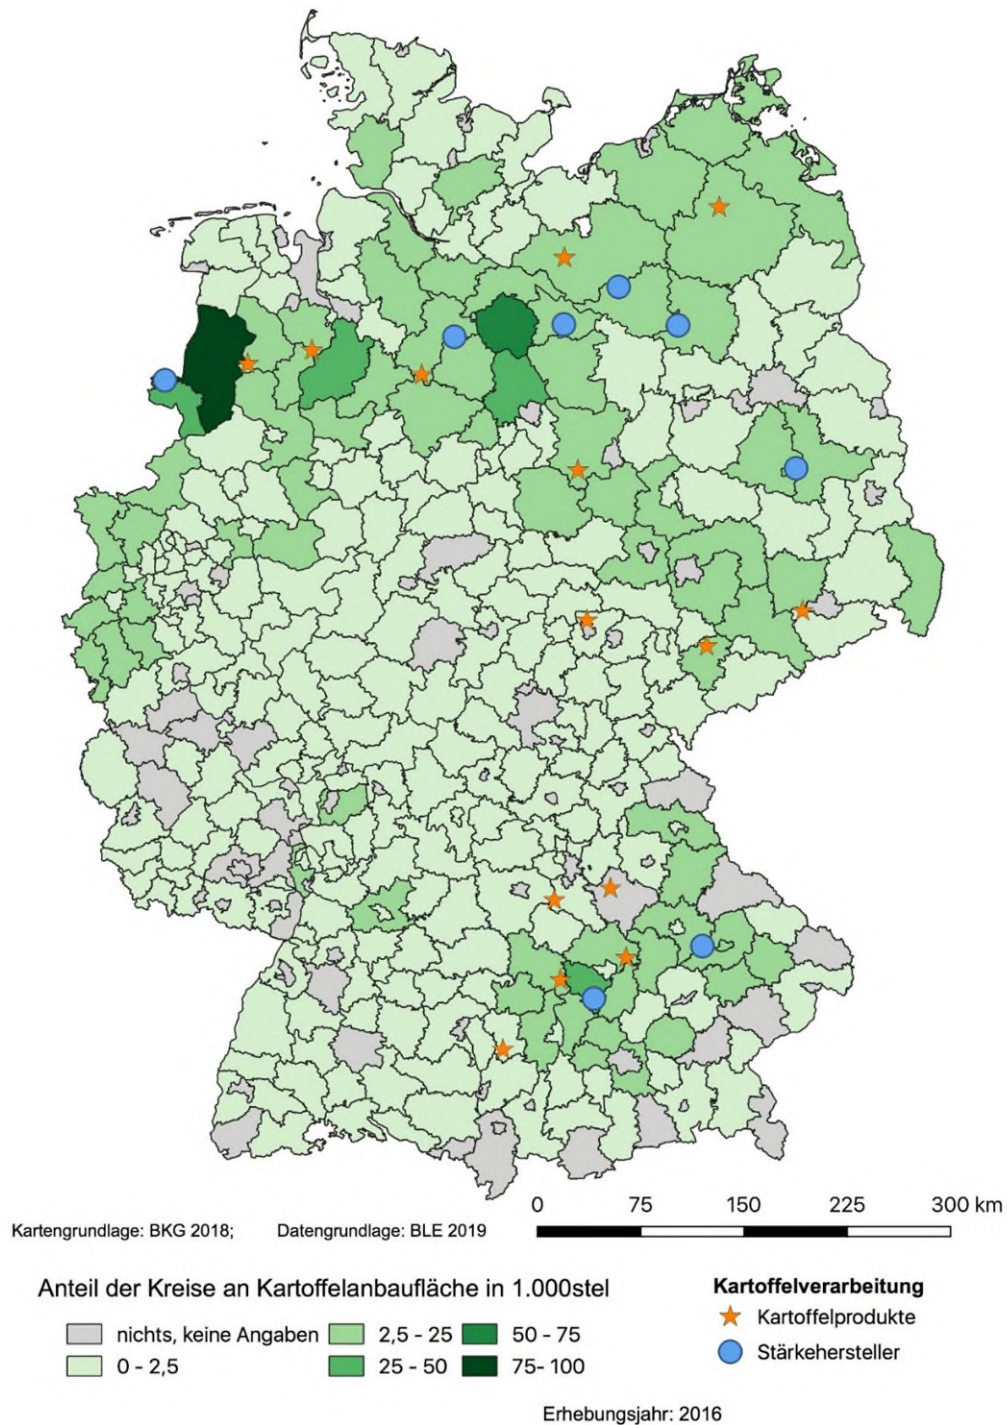 0 75 150 225 300 km
Kartengrundlage: BKG 2018; Datengrundlage: BLE 2019
Anteil der Kreise an Kartoffelanbaufläche in 1.000stel
nichts, keine Angaben
0 - 2,5
2,5 - 25
25 - 50
50 - 75
75- 100
Kartoffelverarbeitung
Kartoffelprodukte
Stärkehersteller
Erhebungsjahr: 2016